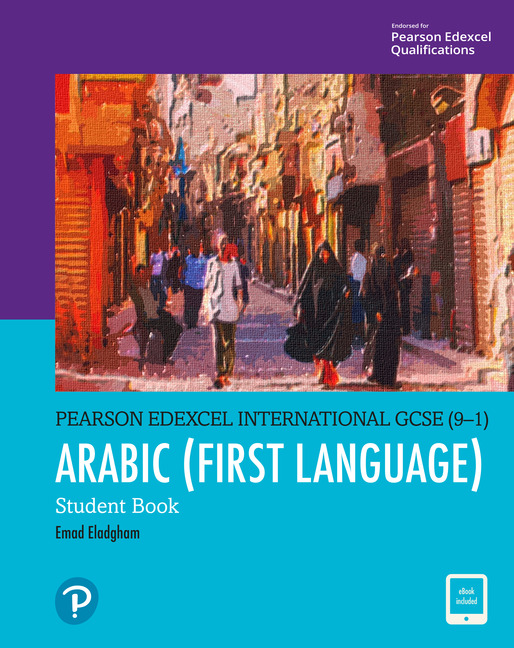 Endorsed for
Pearson Edexcel
Qualifications
PEARSON EDEXCEL INTERNATIONAL GCSE (9–1)
ARABIC (FIRST LANGUAGE)
Student Book
Emad Eladgham
P
eBook
included